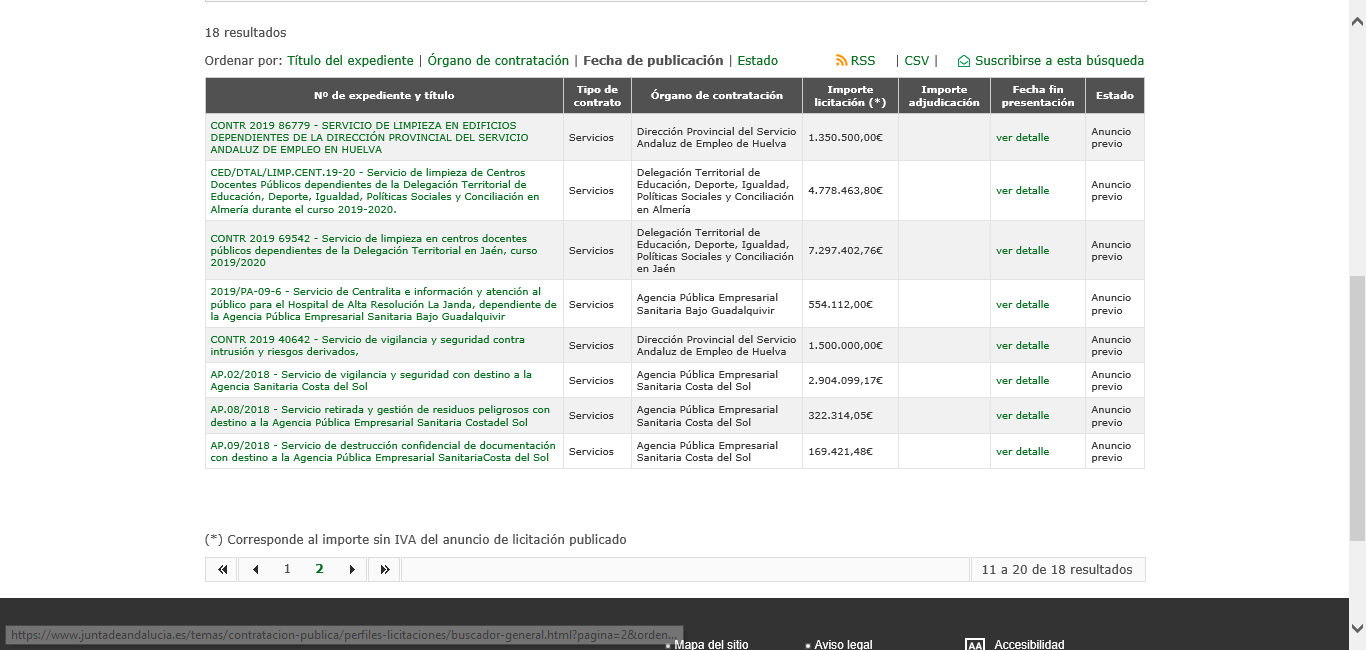 18 resultados
Ordenar por: Título del expediente | Órgano de contratación | Fecha de publicación | Estado
RSS | CSV | Suscribirse a esta búsqueda
Nº de expediente y título
Tipo de
contrato
Órgano de contratación
Importe
licitación (*)
Importe
adjudicación
Fecha fin
presentación
Estado
CONTR 2019 86779 - SERVICIO DE LIMPIEZA EN EDIFICIOS
DEPENDIENTES DE LA DIRECCIÓN PROVINCIAL DEL SERVICIO
ANDALUZ DE EMPLEO EN HUELVA
Servicios
Dirección Provincial del Servicio
Andaluz de Empleo de Huelva
1.350.500,00€
ver detalle
Anuncio
previo
CED/DTAL/LIMP.CENT.19-20 - Servicio de limpieza de Centros
Docentes Públicos dependientes de la Delegación Territorial de
Educación, Deporte, Igualdad, Políticas Sociales y Conciliación en
Almería durante el curso 2019-2020.
Servicios
Delegación Territorial de
Educación, Deporte, Igualdad,
Políticas Sociales y Conciliación
en Almería
4.778.463,80€
ver detalle
Anuncio
previo
CONTR 2019 69542 - Servicio de limpieza en centros docentes
públicos dependientes de la Delegación Territorial en Jaén, curso
2019/2020
Servicios
Delegación Territorial de
Educación, Deporte, Igualdad,
Políticas Sociales y Conciliación
en Jaén
7.297.402,76€
ver detalle
Anuncio
previo
2019/PA-09-6 - Servicio de Centralita e información y atención al
público para el Hospital de Alta Resolución La Janda, dependiente de
la Agencia Pública Empresarial Sanitaria Bajo Guadalquivir
Servicios
Agencia Pública Empresarial
Sanitaria Bajo Guadalquivir
554.112,00€
ver detalle
Anuncio
previo
CONTR 2019 40642 - Servicio de vigilancia y seguridad contra
intrusión y riesgos derivados,
Servicios
Dirección Provincial del Servicio
Andaluz de Empleo de Huelva
1.500.000,00€
ver detalle
Anuncio
previo
AP.02/2018 - Servicio de vigilancia y seguridad con destino a la
Agencia Sanitaria Costa del Sol
Servicios
Agencia Pública Empresarial
Sanitaria Costa del Sol
2.904.099,17€
ver detalle
Anuncio
previo
AP.08/2018 - Servicio retirada y gestión de residuos peligrosos con
destino a la Agencia Pública Empresarial Sanitaria Costadel Sol
Servicios
Agencia Pública Empresarial
Sanitaria Costa del Sol
322.314,05€
ver detalle
Anuncio
previo
AP.09/2018 - Servicio de destrucción confidencial de documentación
con destino a la Agencia Pública Empresarial SanitariaCosta del Sol
Servicios
Agencia Pública Empresarial
Sanitaria Costa del Sol
169.421,48€
ver detalle
Anuncio
previo
(*) Corresponde al importe sin IVA del anuncio de licitación publicado
1 2
11 a 20 de 18 resultados
https://www.juntadeandalucia.es/temas/contratacion-publica/perfiles-licitaciones/buscador-general.html?pagina=2&orden...
Mapa del sitio
Aviso legal
AA Accesibilidad